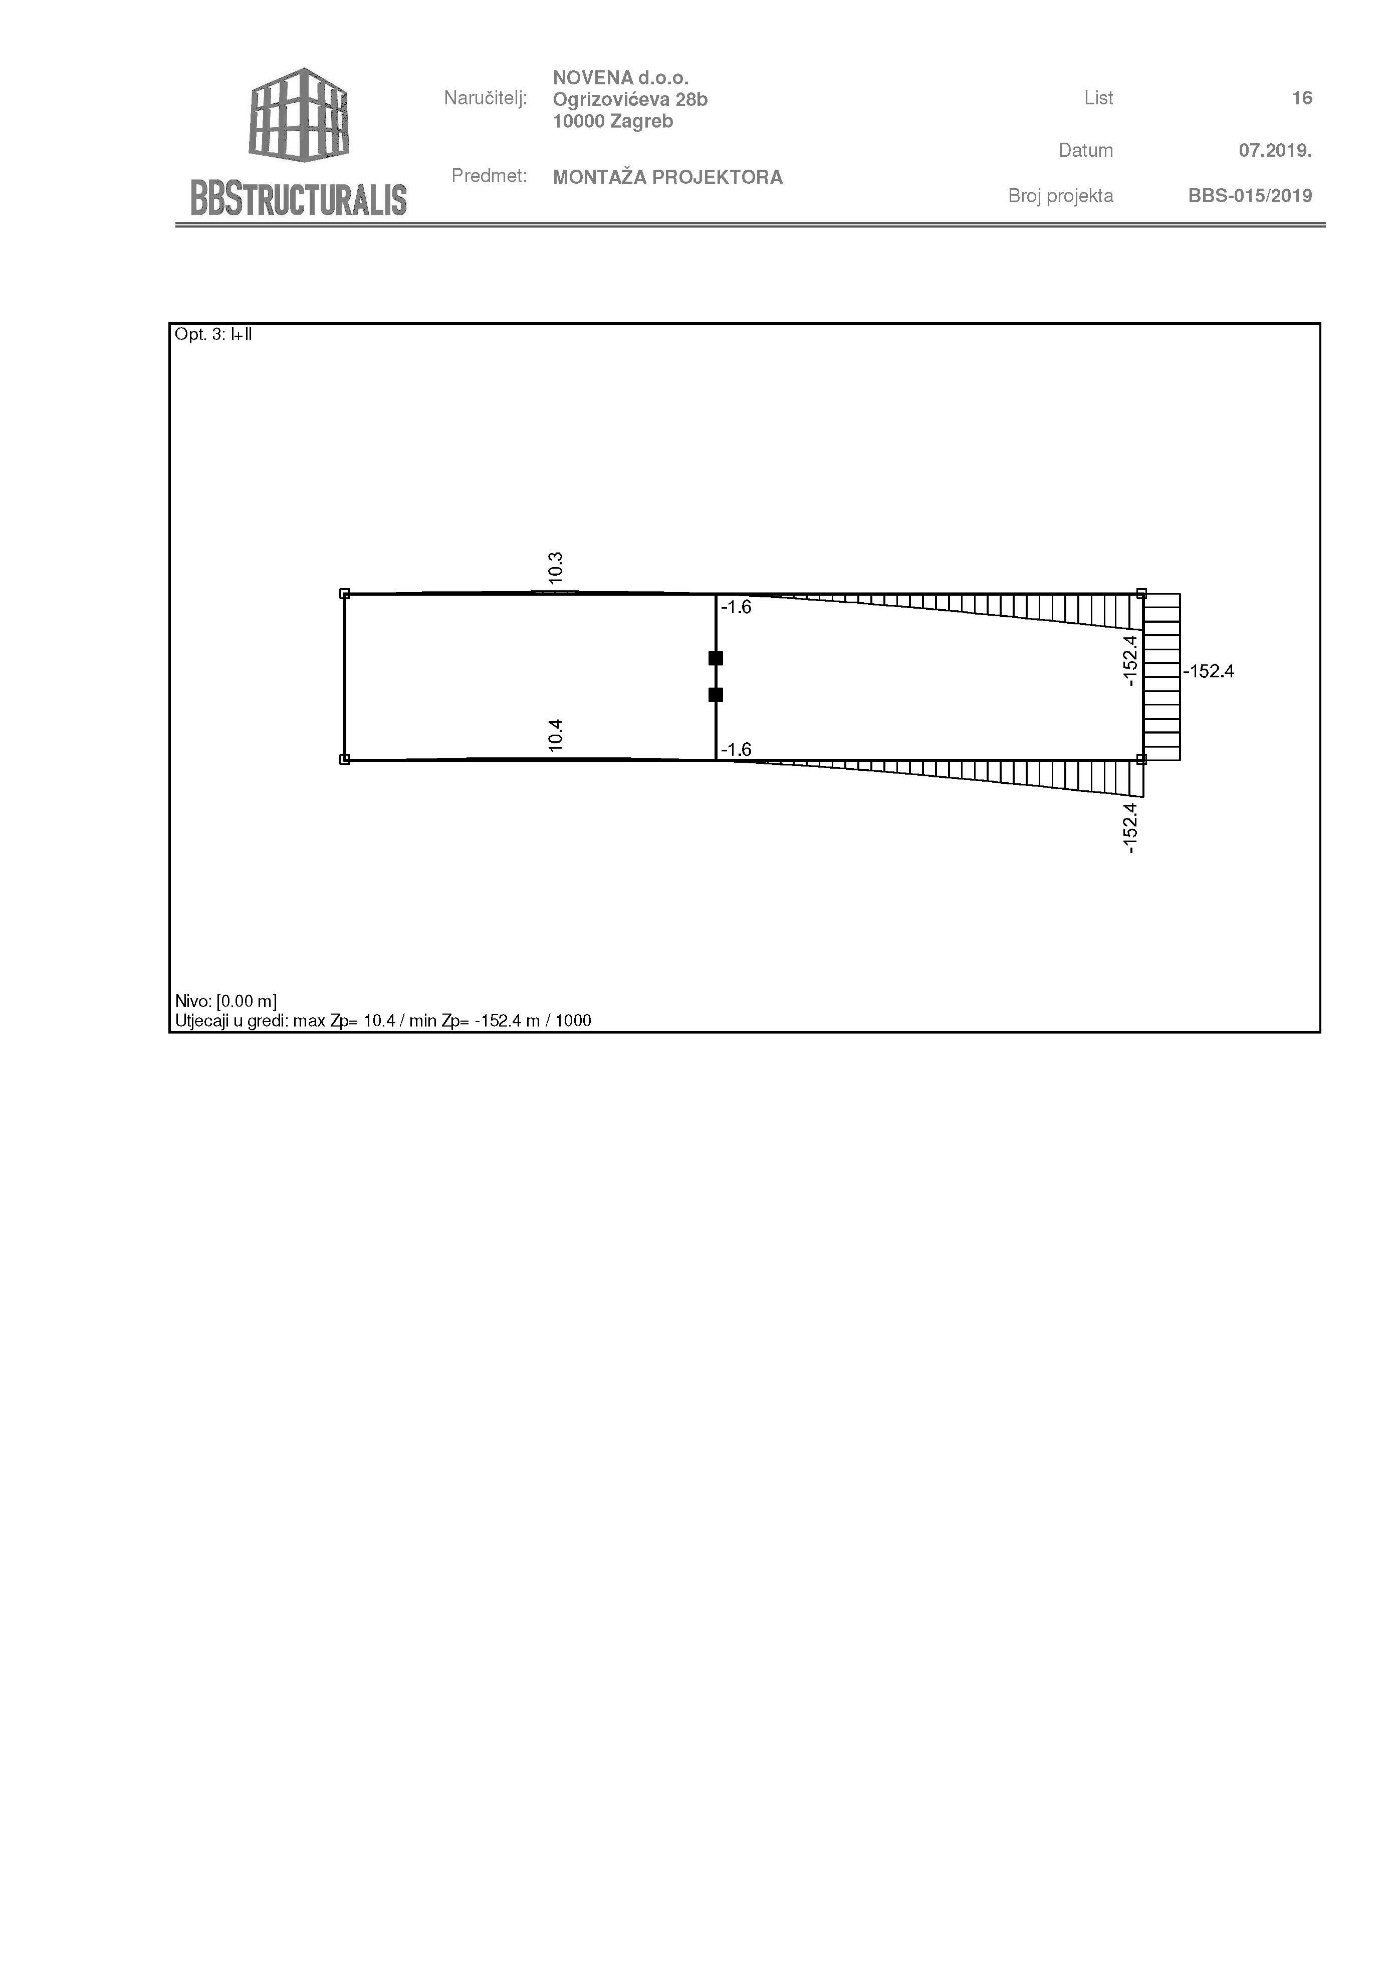 BBSTRUCTURALIS
Naručitelj:
NOVENA d.o.o.
Ogrizovićeva 28b
10000 Zagreb
Predmet:
MONTAŽA PROJEKTORA
List 16
Datum 07.2019.
Broj projekta BBS-015/2019
Opt. 3: I+II
10.3
-1.6
-152.4
-152.4
10.4
-1.6
-152.4
Nivo: [0.00 m]
Utjecaji u gredi: max Zp= 10.4 / min Zp= -152.4 m / 1000